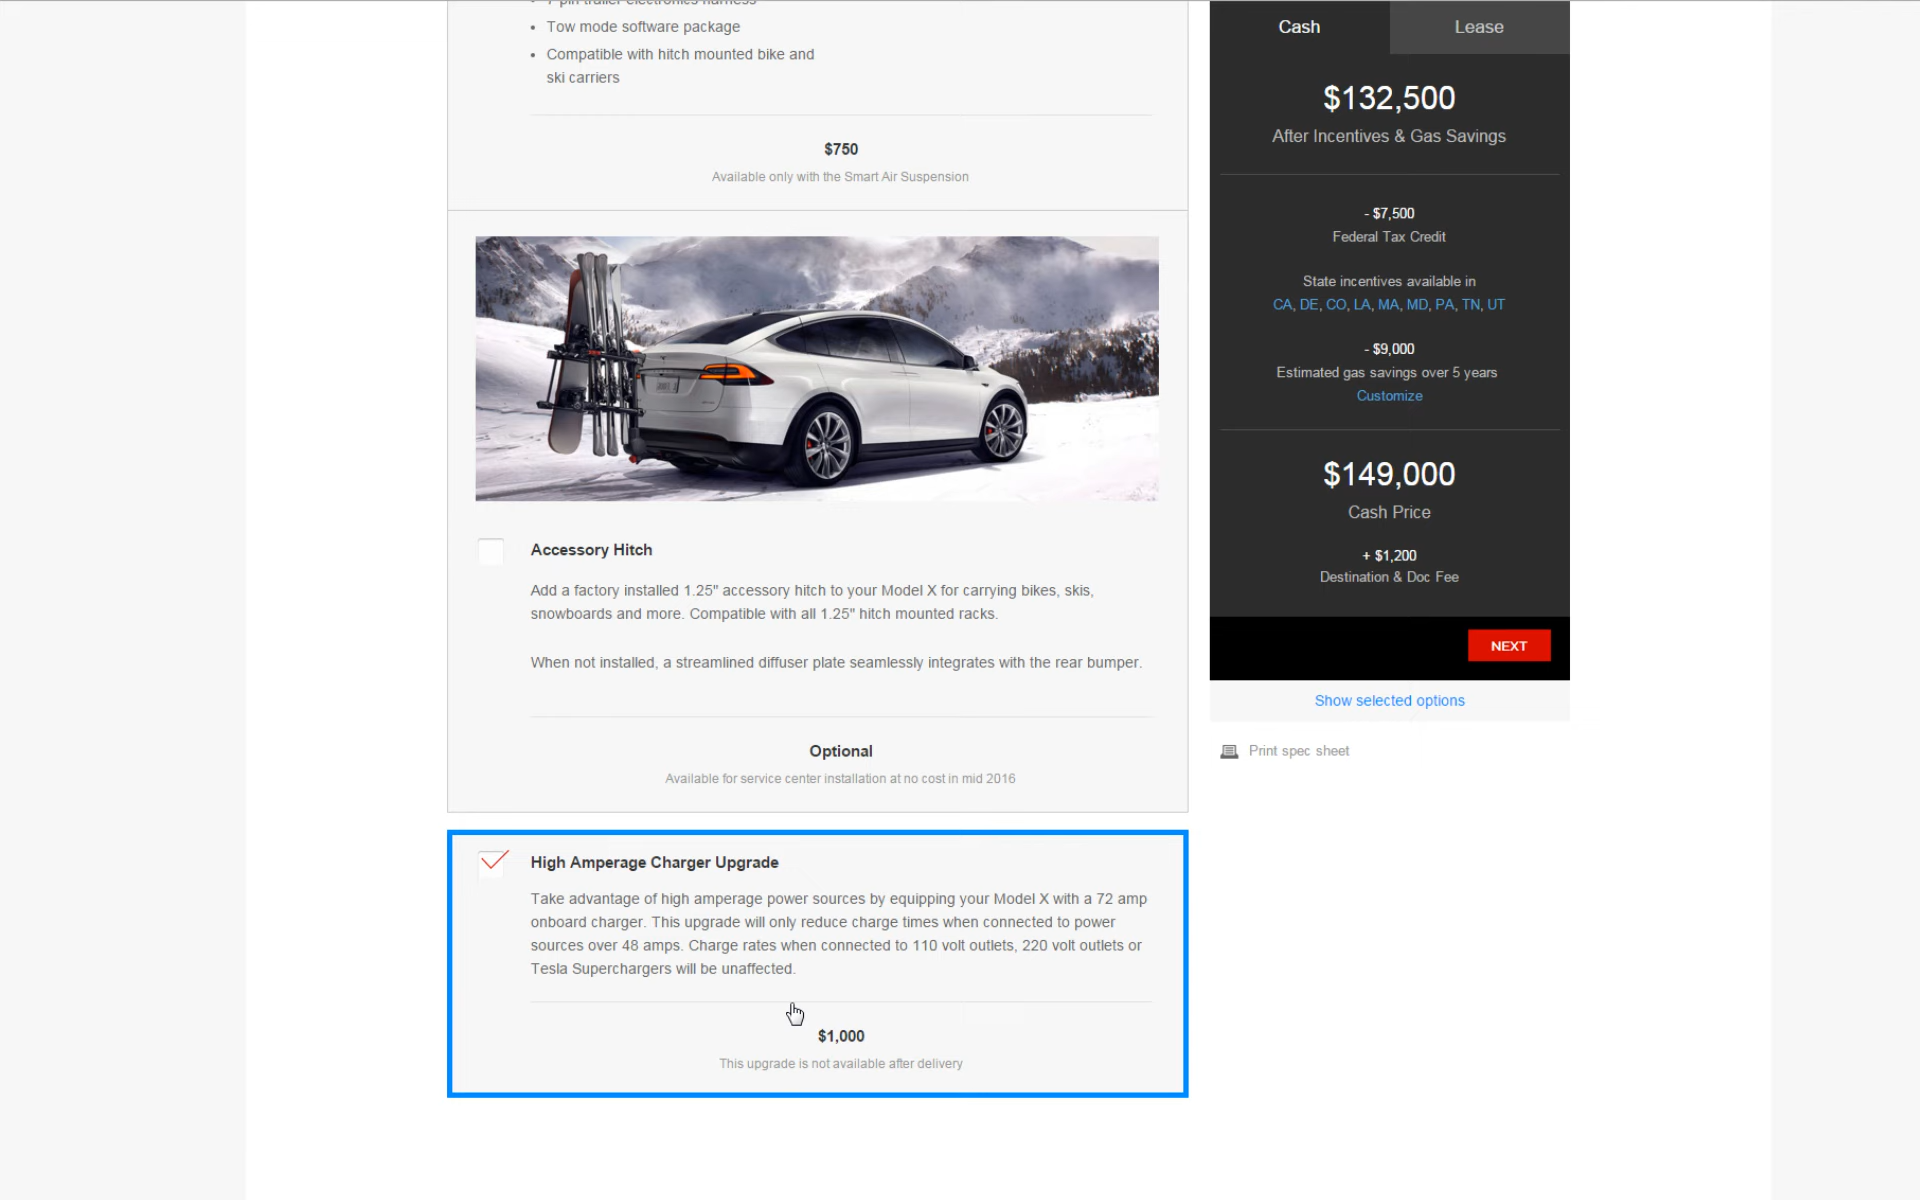 7-pin trailer electronics harness
• Tow mode software package
• Compatible with hitch mounted bike and
ski carriers
$750
Available only with the Smart Air Suspension
Accessory Hitch
Add a factory installed 1.25" accessory hitch to your Model X for carrying bikes, skis,
snowboards and more. Compatible with all 1.25" hitch mounted racks.
When not installed, a streamlined diffuser plate seamlessly integrates with the rear bumper.
Optional
Available for service center installation at no cost in mid 2016
High Amperage Charger Upgrade
Take advantage of high amperage power sources by equipping your Model X with a 72 amp
onboard charger. This upgrade will only reduce charge times when connected to power
sources over 48 amps. Charge rates when connected to 110 volt outlets, 220 volt outlets or
Tesla Superchargers will be unaffected.
$1,000
This upgrade is not available after delivery
Cash
Lease
$132,500
After Incentives & Gas Savings
- $7,500
Federal Tax Credit
State incentives available in
CA, DE, CO, LA, MA, MD, PA, TN, UT
- $9,000
Estimated gas savings over 5 years
Customize
$149,000
Cash Price
+ $1,200
Destination & Doc Fee
NEXT
Show selected options
Print spec sheet